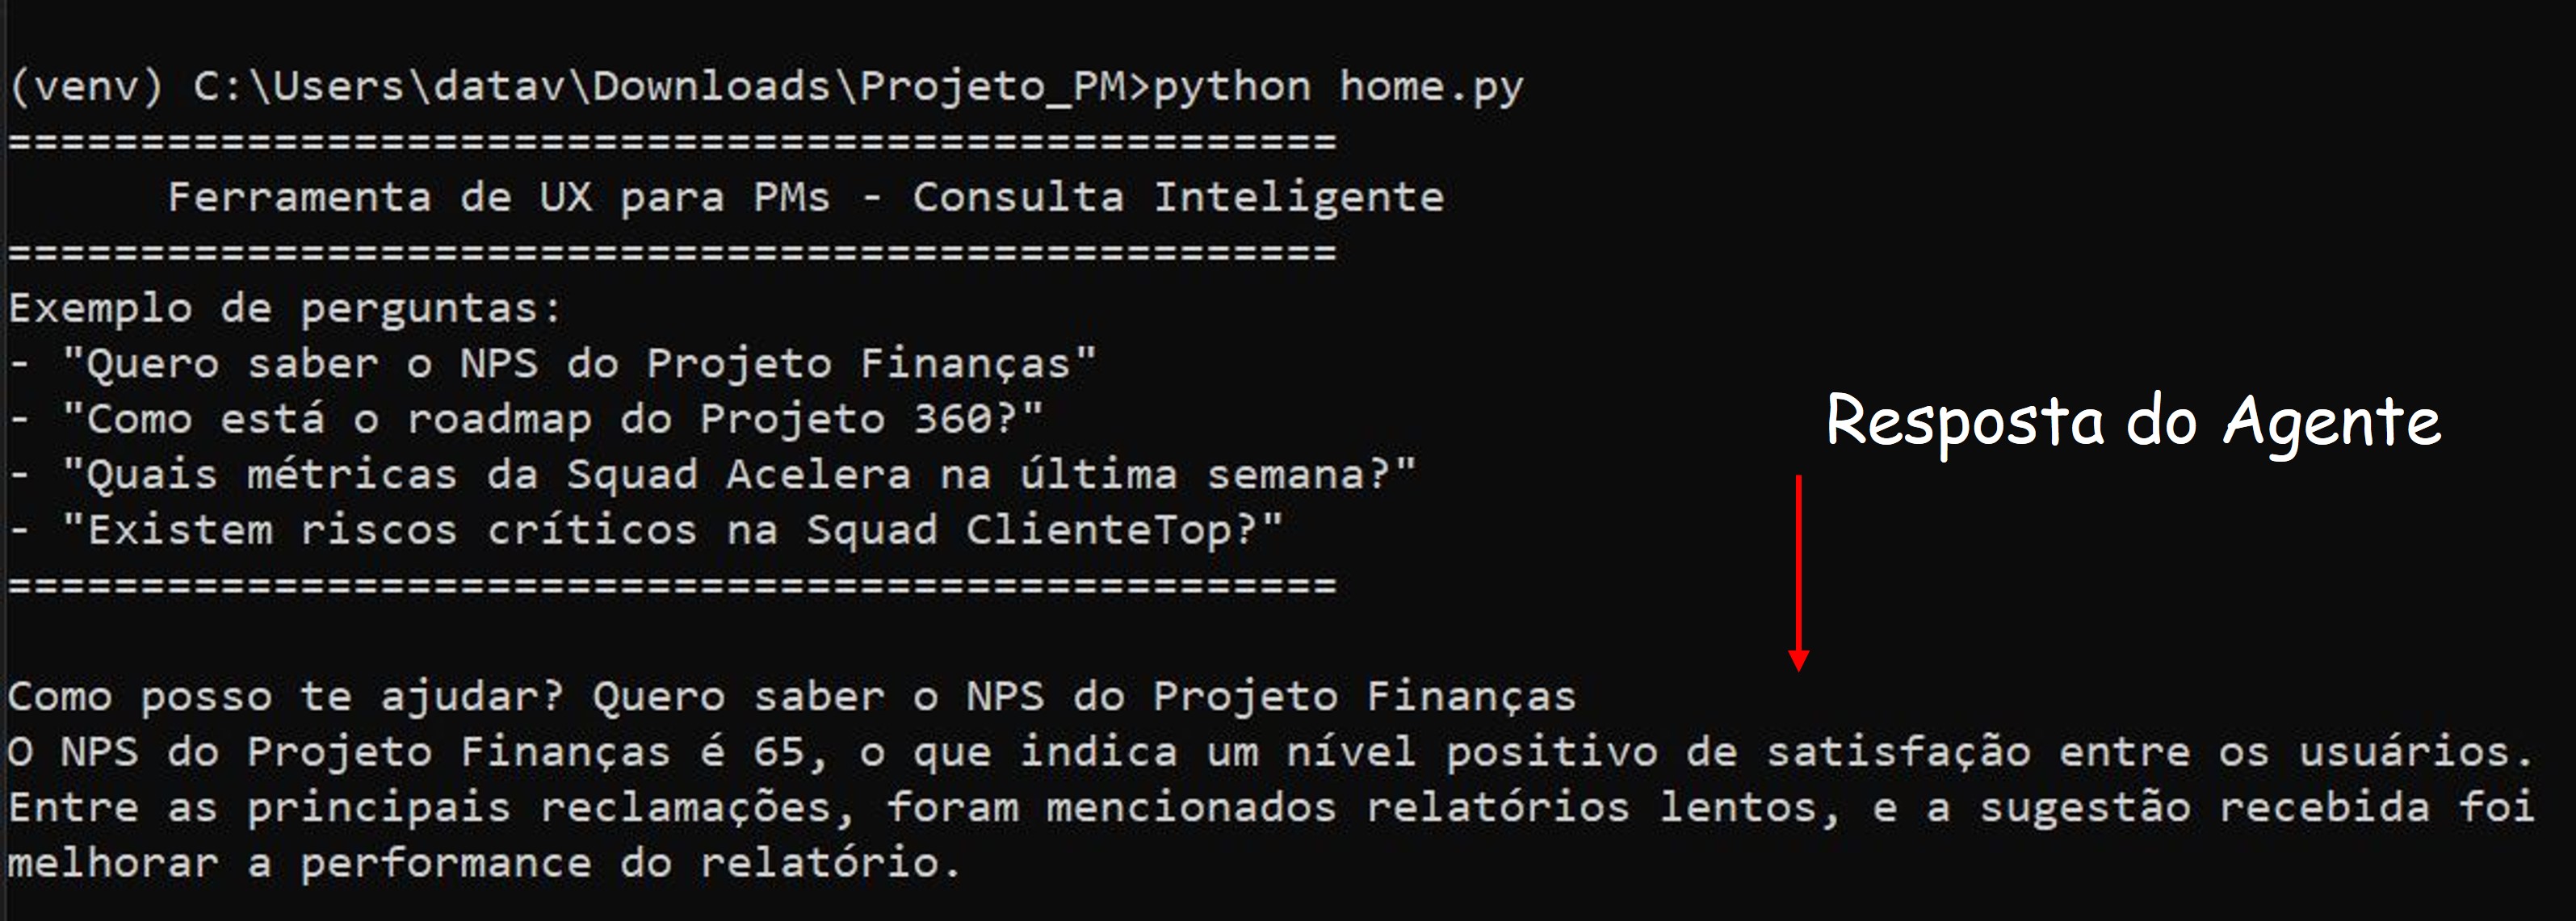 (venv) C:\Users\datav\Downloads\Projeto_PM>python home.py
==================================================
Ferramenta de UX para PMs - Consulta Inteligente
==================================================
Exemplo de perguntas:
- "Quero saber o NPS do Projeto Finanças"
- "Como está o roadmap do Projeto 360?"
- "Quais métricas da Squad Acelera na última semana?"
- "Existem riscos críticos na Squad ClienteTop?"
==================================================
Resposta do Agente
Como posso te ajudar? Quero saber o NPS do Projeto Finanças
O NPS do Projeto Finanças é 65, o que indica um nível positivo de satisfação entre os usuários.
Entre as principais reclamações, foram mencionados relatórios lentos, e a sugestão recebida foi
melhorar a performance do relatório.